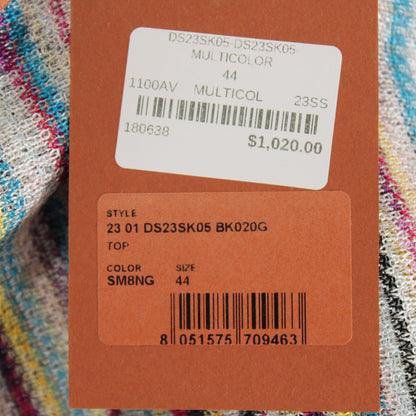 DS23SK05-DS23SK05-
MULTICOLOR
44
1100AV MULTICOL 23SS
180638
$1,020.00
STYLE
23 01 DS23SK05 BK020G
TOP
COLOR SIZE
SM8NG 44
8 051575 709463